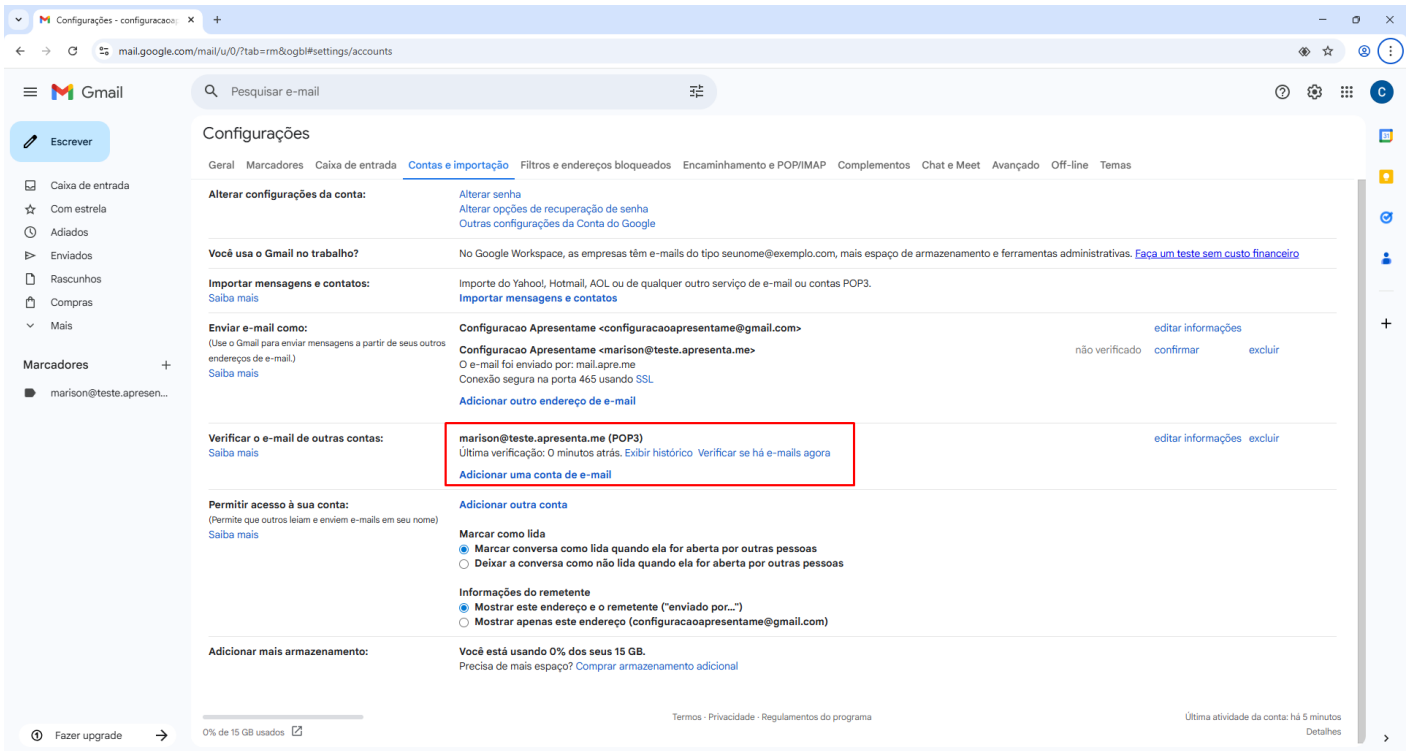 Configurações - configuracaoap
mail.google.com/mail/u/0/?tab=rm&ogbl#settings/accounts
Gmail
Pesquisar e-mail
C
Escrever
Caixa de entrada
Com estrela
Adiados
Enviados
Rascunhos
Compras
Mais
Marcadores
marison@teste.apresen...
Configurações
Geral Marcadores Caixa de entrada Contas e importação Filtros e endereços bloqueados Encaminhamento e POP/IMAP Complementos Chat e Meet Avançado Off-line Temas
Alterar configurações da conta: Alterar senha
Alterar opções de recuperação de senha
Outras configurações da Conta do Google
Você usa o Gmail no trabalho? No Google Workspace, as empresas têm e-mails do tipo seunome@exemplo.com, mais espaço de armazenamento e ferramentas administrativas. Faça um teste sem custo financeiro
Importar mensagens e contatos: Importe do Yahoo!, Hotmail, AOL ou de qualquer outro serviço de e-mail ou contas POP3.
Saiba mais Importar mensagens e contatos
Enviar e-mail como: Configuracao Apresentame <configuracaoapresentame@gmail.com> editar informações
(Use o Gmail para enviar mensagens a partir de seus outros
endereços de e-mail.)
Saiba mais
Configuracao Apresentame <marison@teste.apresenta.me> não verificado confirmar excluir
O e-mail foi enviado por: mail.apre.me
Conexão segura na porta 465 usando SSL
Adicionar outro endereço de e-mail
Verificar o e-mail de outras contas: marison@teste.apresenta.me (POP3) editar informações excluir
Saiba mais Última verificação: 0 minutos atrás. Exibir histórico Verificar se há e-mails agora
Adicionar uma conta de e-mail
Permitir acesso à sua conta: Adicionar outra conta
(Permite que outros leiam e enviem e-mails em seu nome)
Saiba mais
Marcar como lida
Marcar conversa como lida quando ela for aberta por outras pessoas
Deixar a conversa como não lida quando ela for aberta por outras pessoas
Informações do remetente
Mostrar este endereço e o remetente ("enviado por...")
Mostrar apenas este endereço (configuracaoapresentame@gmail.com)
Adicionar mais armazenamento: Você está usando 0% dos seus 15 GB.
Precisa de mais espaço? Comprar armazenamento adicional
0% de 15 GB usados
Termos · Privacidade · Regulamentos do programa
Última atividade da conta: há 5 minutos
Detalhes
Fazer upgrade